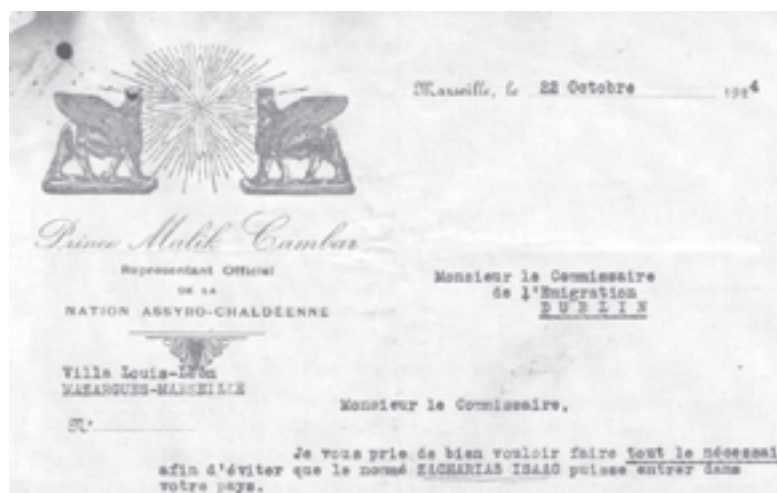 Marseille, le 22 Octobre 1924
Prince Malik Cambar
Représentant Officiel
DE LA
NATION ASSYRO-CHALDÉENNE
Villa Louis-Léon
MAZARGUES-MARSEILLE
N°
Monsieur le Commissaire
de l'Emigration
DUBLIN
Monsieur le Commissaire,
Je vous prie de bien vouloir faire tout le nécessai
afin d'éviter que le nommé ZACHARIAS ISAAC puisse entrer dans
votre pays.